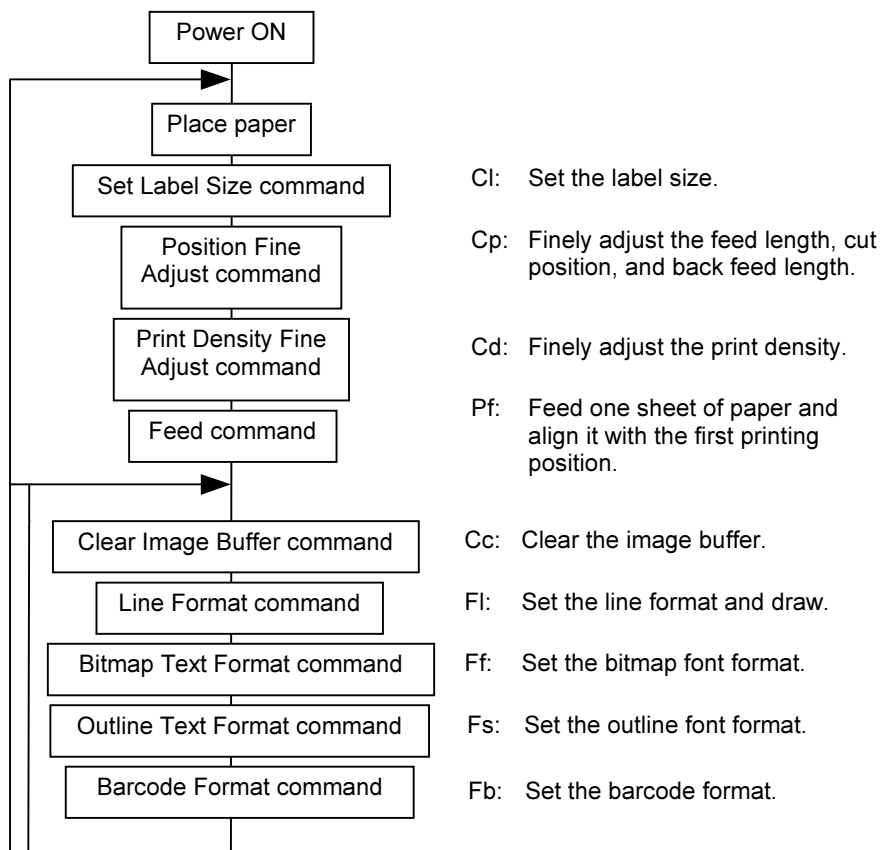 Power ON
Place paper
Set Label Size command
Cl: Set the label size.
Position Fine
Adjust command
Cp: Finely adjust the feed length, cut
position, and back feed length.
Print Density Fine
Adjust command
Cd: Finely adjust the print density.
Feed command
Pf: Feed one sheet of paper and
align it with the first printing
position.
Clear Image Buffer command
Cc: Clear the image buffer.
Line Format command
Fl: Set the line format and draw.
Bitmap Text Format command
Ff: Set the bitmap font format.
Outline Text Format command
Fs: Set the outline font format.
Barcode Format command
Fb: Set the barcode format.